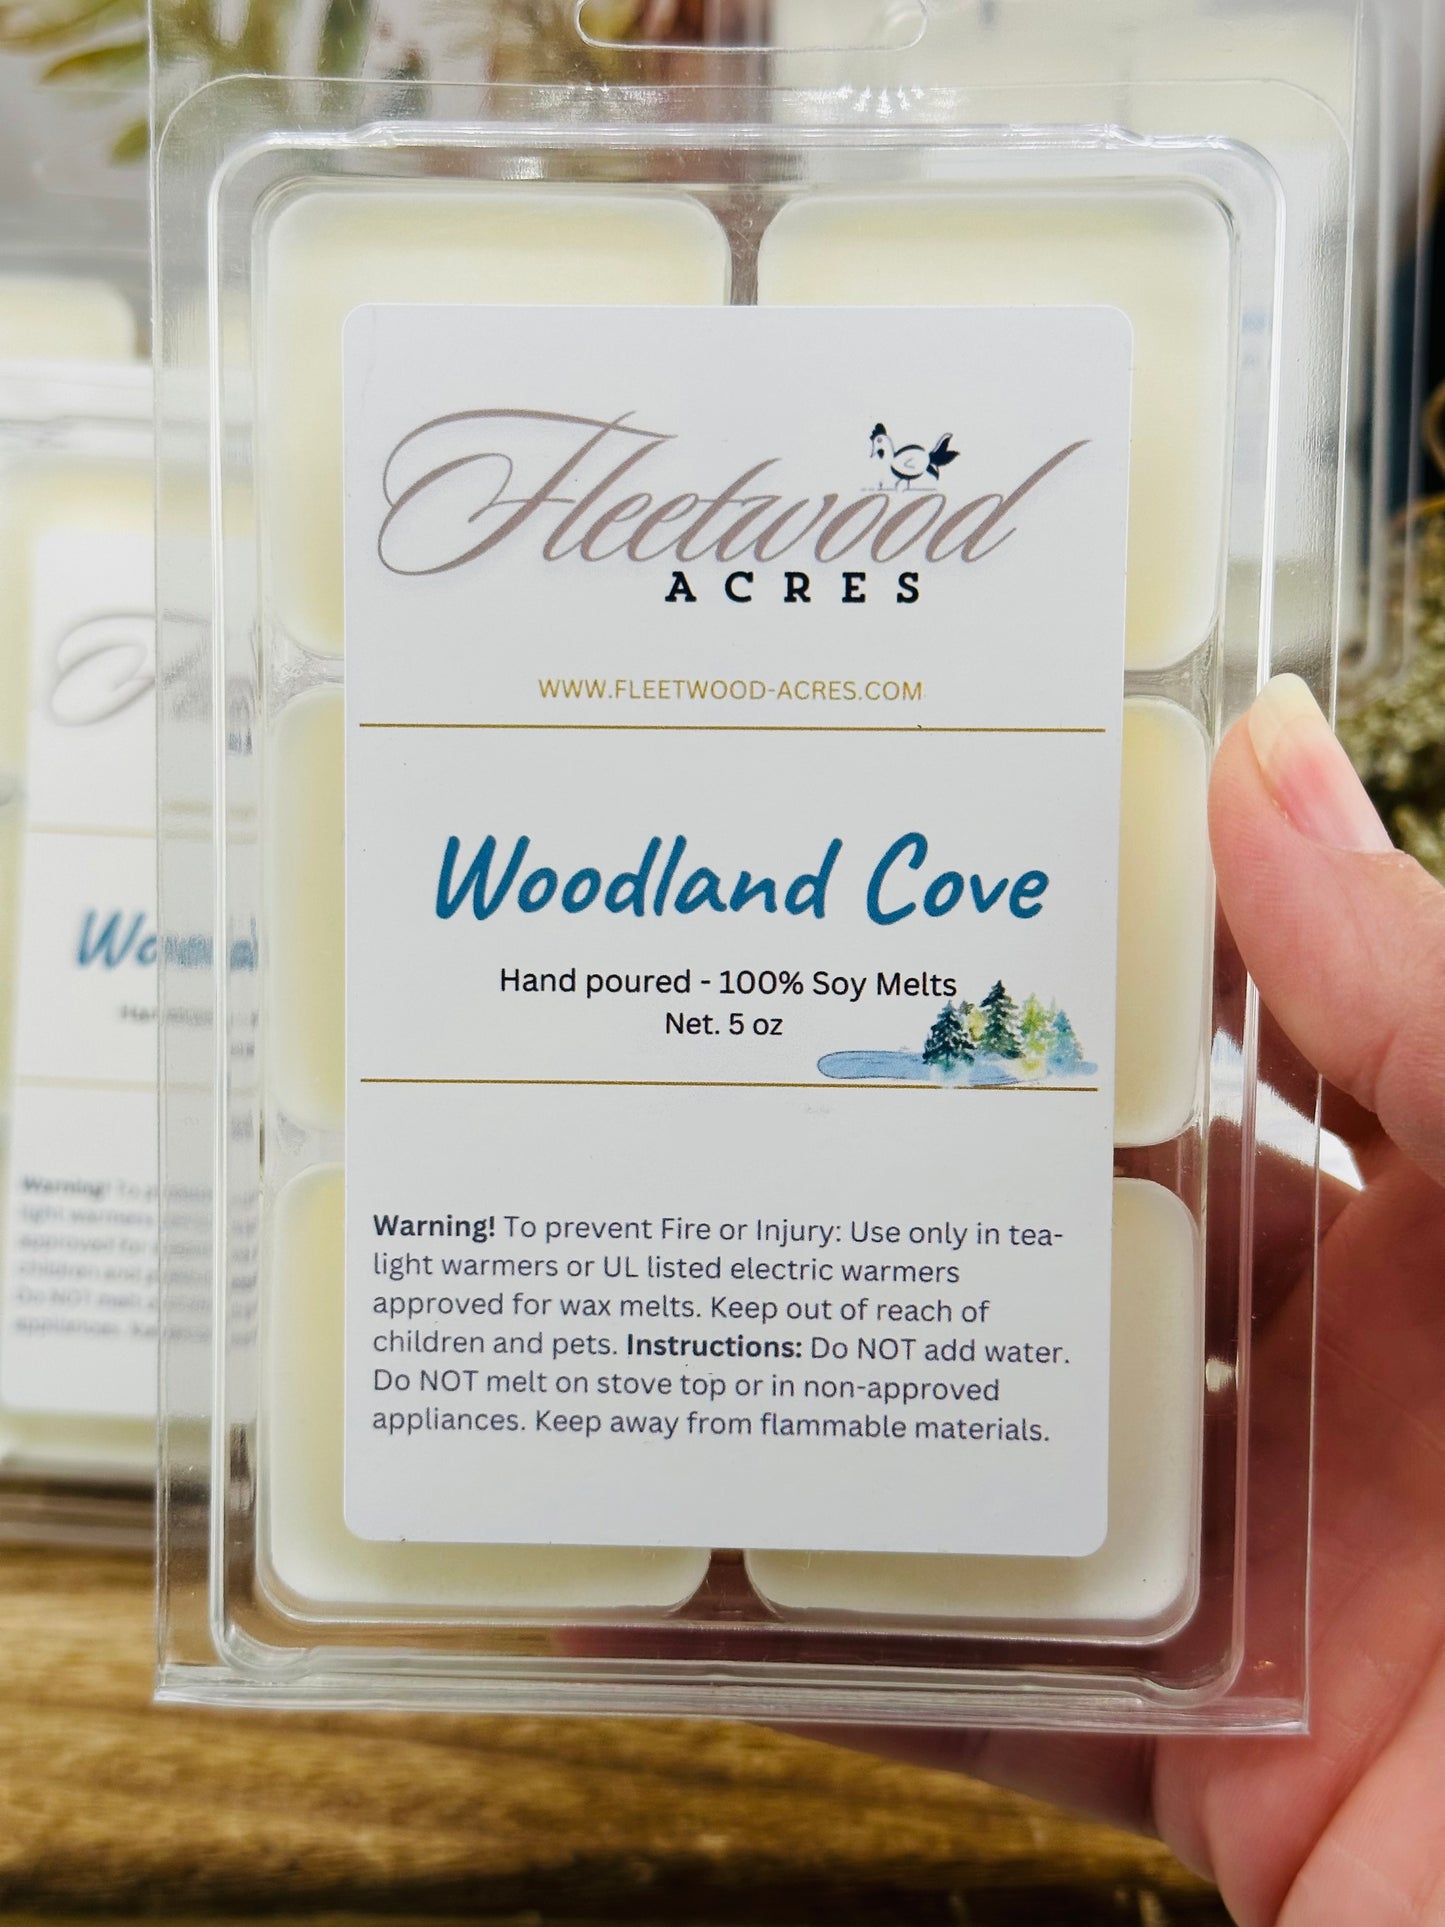 Fleetwood
ACRES
WWW.FLEETWOOD-ACRES.COM
Woodland Cove
Hand poured - 100% Soy Melts
Net. 5 oz
Warning! To prevent Fire or Injury: Use only in tea-
light warmers or UL listed electric warmers
approved for wax melts. Keep out of reach of
children and pets. Instructions: Do NOT add water.
Do NOT melt on stove top or in non-approved
appliances. Keep away from flammable materials.